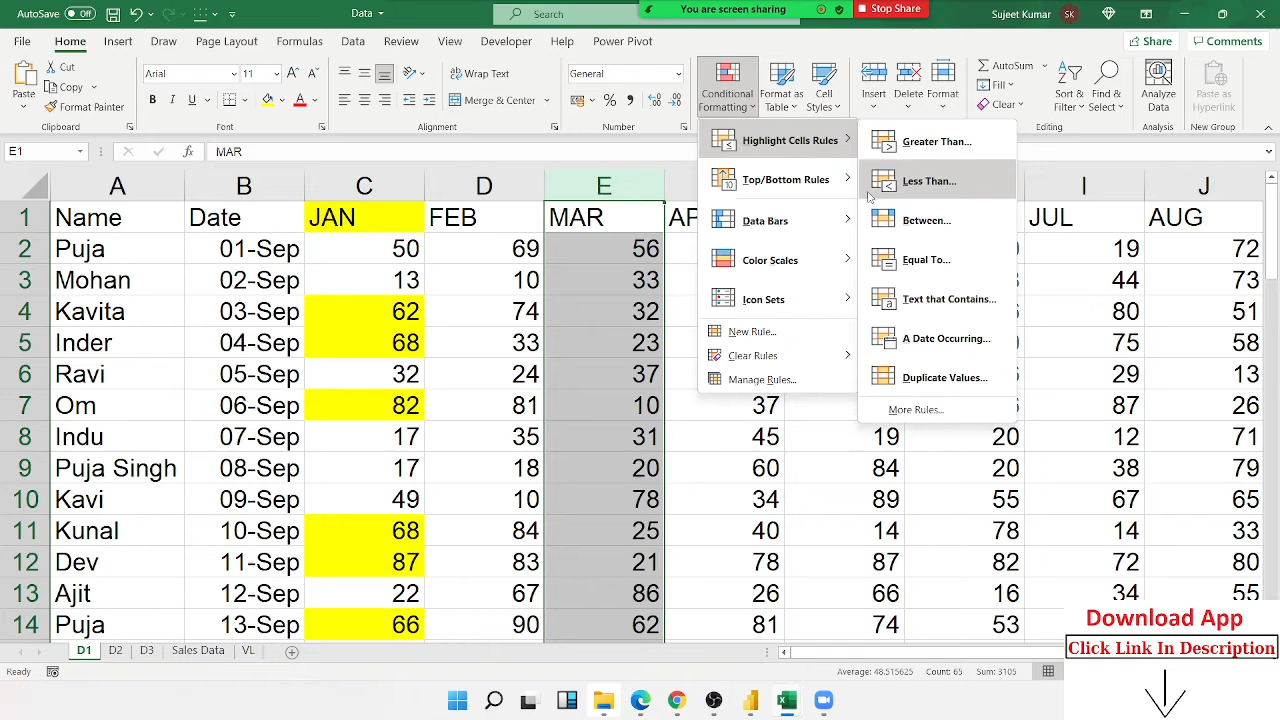 AutoSave Off
Data
Search
You are screen sharing
Stop Share
Sujeet Kumar
SK
File Home Insert Draw Page Layout Formulas Data Review View Developer Help Power Pivot
Share
Comments
Paste
Cut
Copy
Format Painter
Clipboard
Arial 11
B I U
Font
Wrap Text
Merge & Center
Alignment
General
Number
Conditional Formatting
Format as Table
Cell Styles
Insert
Delete
Format
AutoSum
Fill
Clear
Sort & Filter
Find & Select
Editing
Analyze Data
Analysis
Paste as Hyperlink
New Group
E1
fx
MAR
Highlight Cells Rules
Top/Bottom Rules
Data Bars
Color Scales
Icon Sets
New Rule...
Clear Rules
Manage Rules...
Greater Than...
Less Than...
Between...
Equal To...
Text that Contains...
A Date Occurring...
Duplicate Values...
More Rules...
A B C D E I J
1 Name Date JAN FEB MAR AP JUL AUG
2 Puja 01-Sep 50 69 56 19 72
3 Mohan 02-Sep 13 10 33 44 73
4 Kavita 03-Sep 62 74 32 80 51
5 Inder 04-Sep 68 33 23 75 58
6 Ravi 05-Sep 32 24 37 29 13
7 Om 06-Sep 82 81 10 37 87 26
8 Indu 07-Sep 17 35 31 45 19 20 12 71
9 Puja Singh 08-Sep 17 18 20 60 84 20 38 79
10 Kavi 09-Sep 49 10 78 34 89 55 67 65
11 Kunal 10-Sep 68 84 25 40 14 78 14 33
12 Dev 11-Sep 87 83 21 78 87 82 72 80
13 Ajit 12-Sep 22 67 86 26 66 16 34 55
14 Puja 13-Sep 66 90 62 81 74 53
Download App
Click Link In Description
D1 D2 D3 Sales Data VL
Ready
Average: 48.515625 Count: 65 Sum: 3105